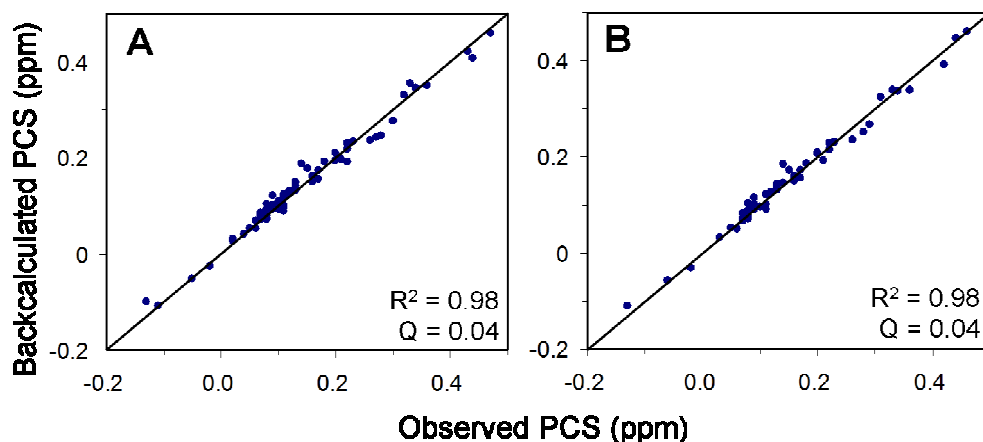 A
B
Backcalculated PCS (ppm)
0.4
0.2
0
-0.2
0.4
0.2
0
-0.2
R² = 0.98
Q = 0.04
R² = 0.98
Q = 0.04
-0.2 0.0 0.2 0.4
-0.2 0.0 0.2 0.4
Observed PCS (ppm)